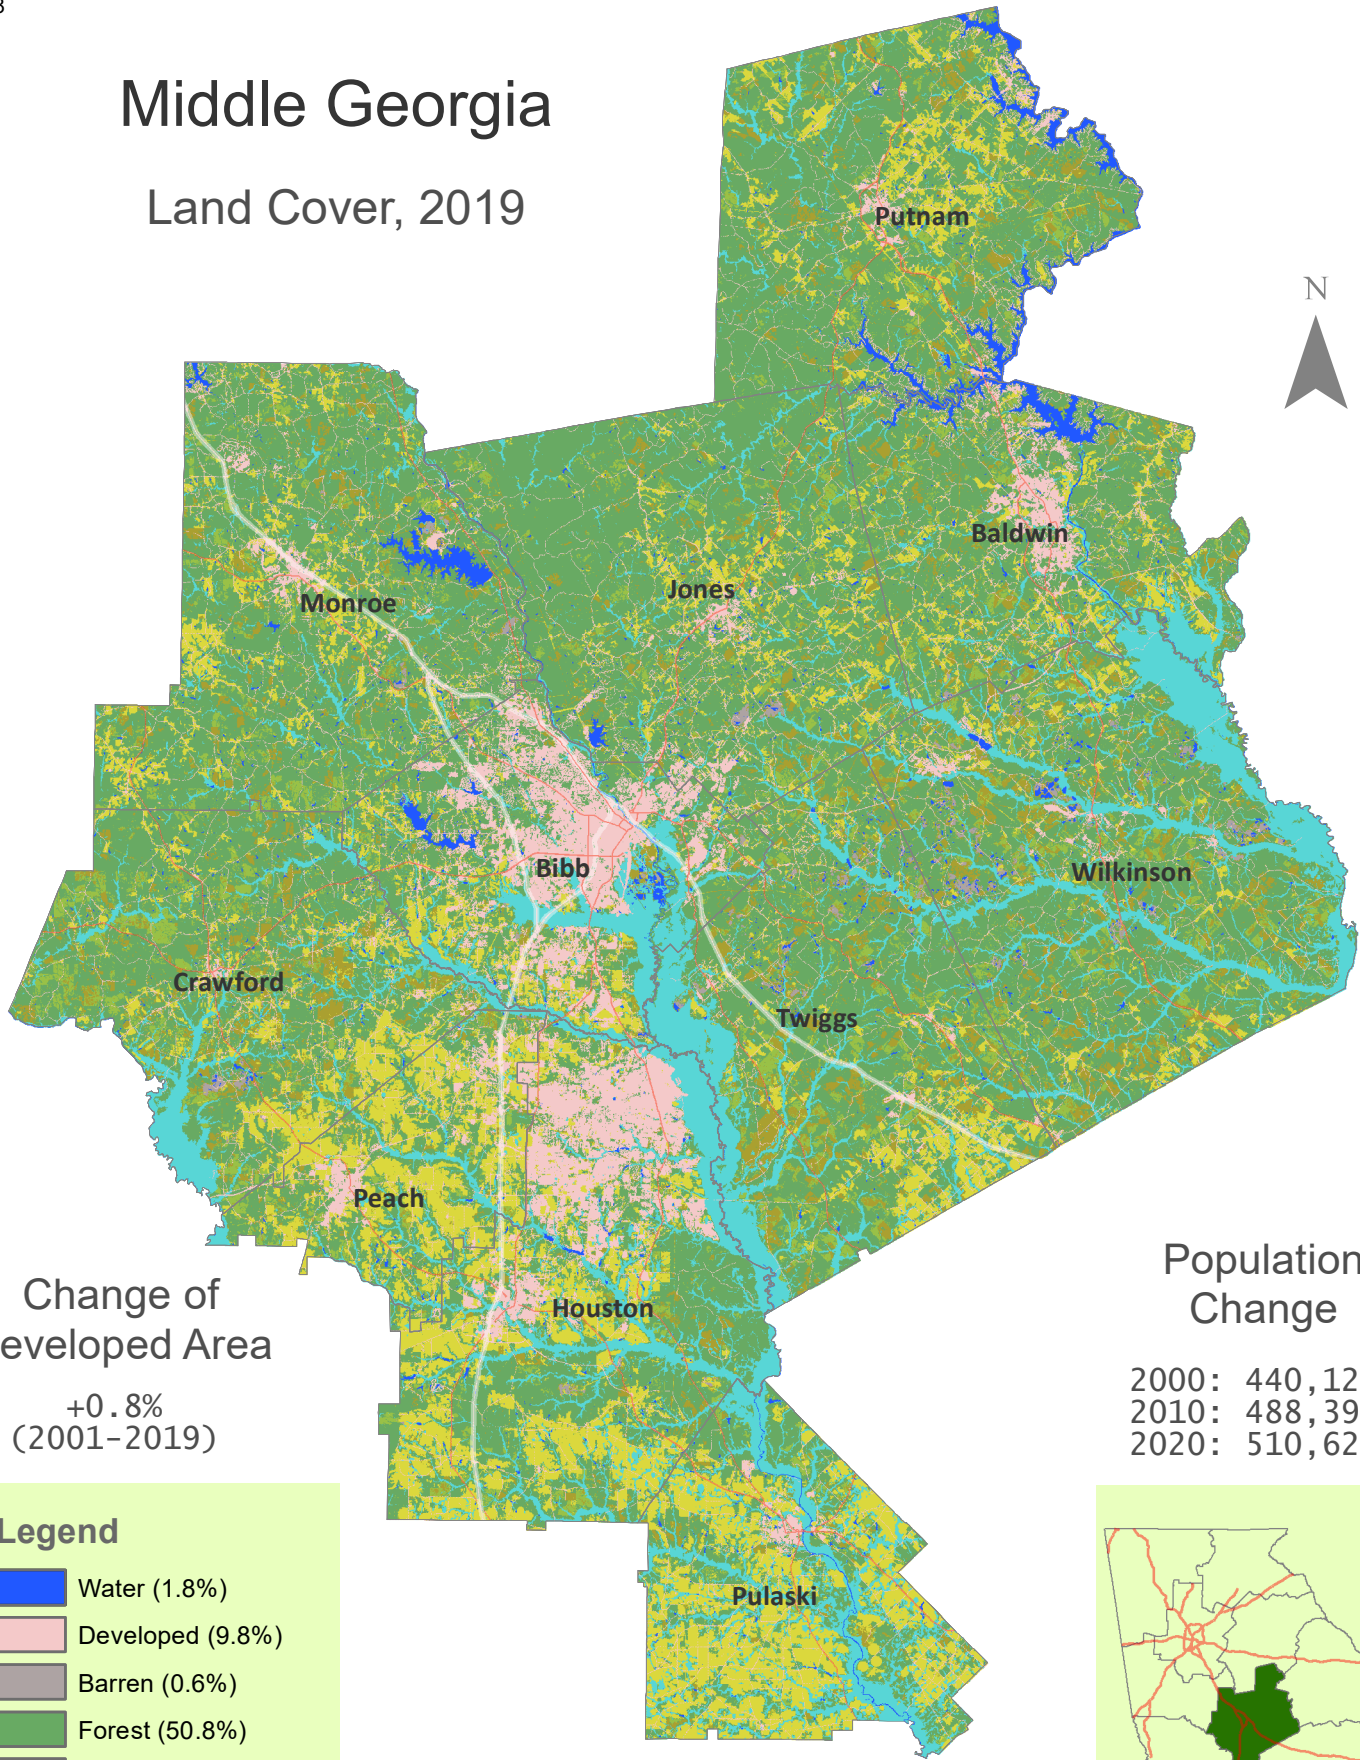 Middle Georgia
Land Cover, 2019
N
Putnam
Baldwin
Jones
Monroe
Bibb
Wilkinson
Crawford
Twiggs
Peach
Houston
Pulaski
Change of
eveloped Area
+0.8%
(2001-2019)
Population
Change
2000: 440,12
2010: 488,39
2020: 510,62
Legend
Water (1.8%)
Developed (9.8%)
Barren (0.6%)
Forest (50.8%)